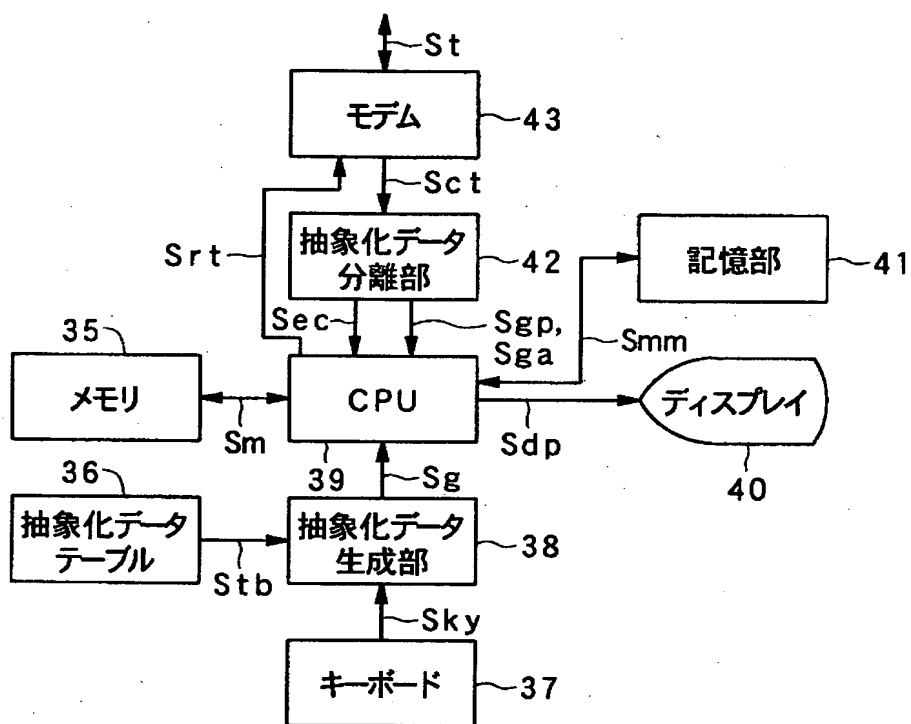 St
モデム
43
Sct
Srt
抽象化データ
分離部
42
記憶部
41
Sec
Sgp,
Sga
Smm
35
メモリ
Sm
CPU
39
Sdp
ディスプレイ
40
36
抽象化データ
テーブル
Stb
Sg
抽象化データ
生成部
38
Sky
キーボード
37